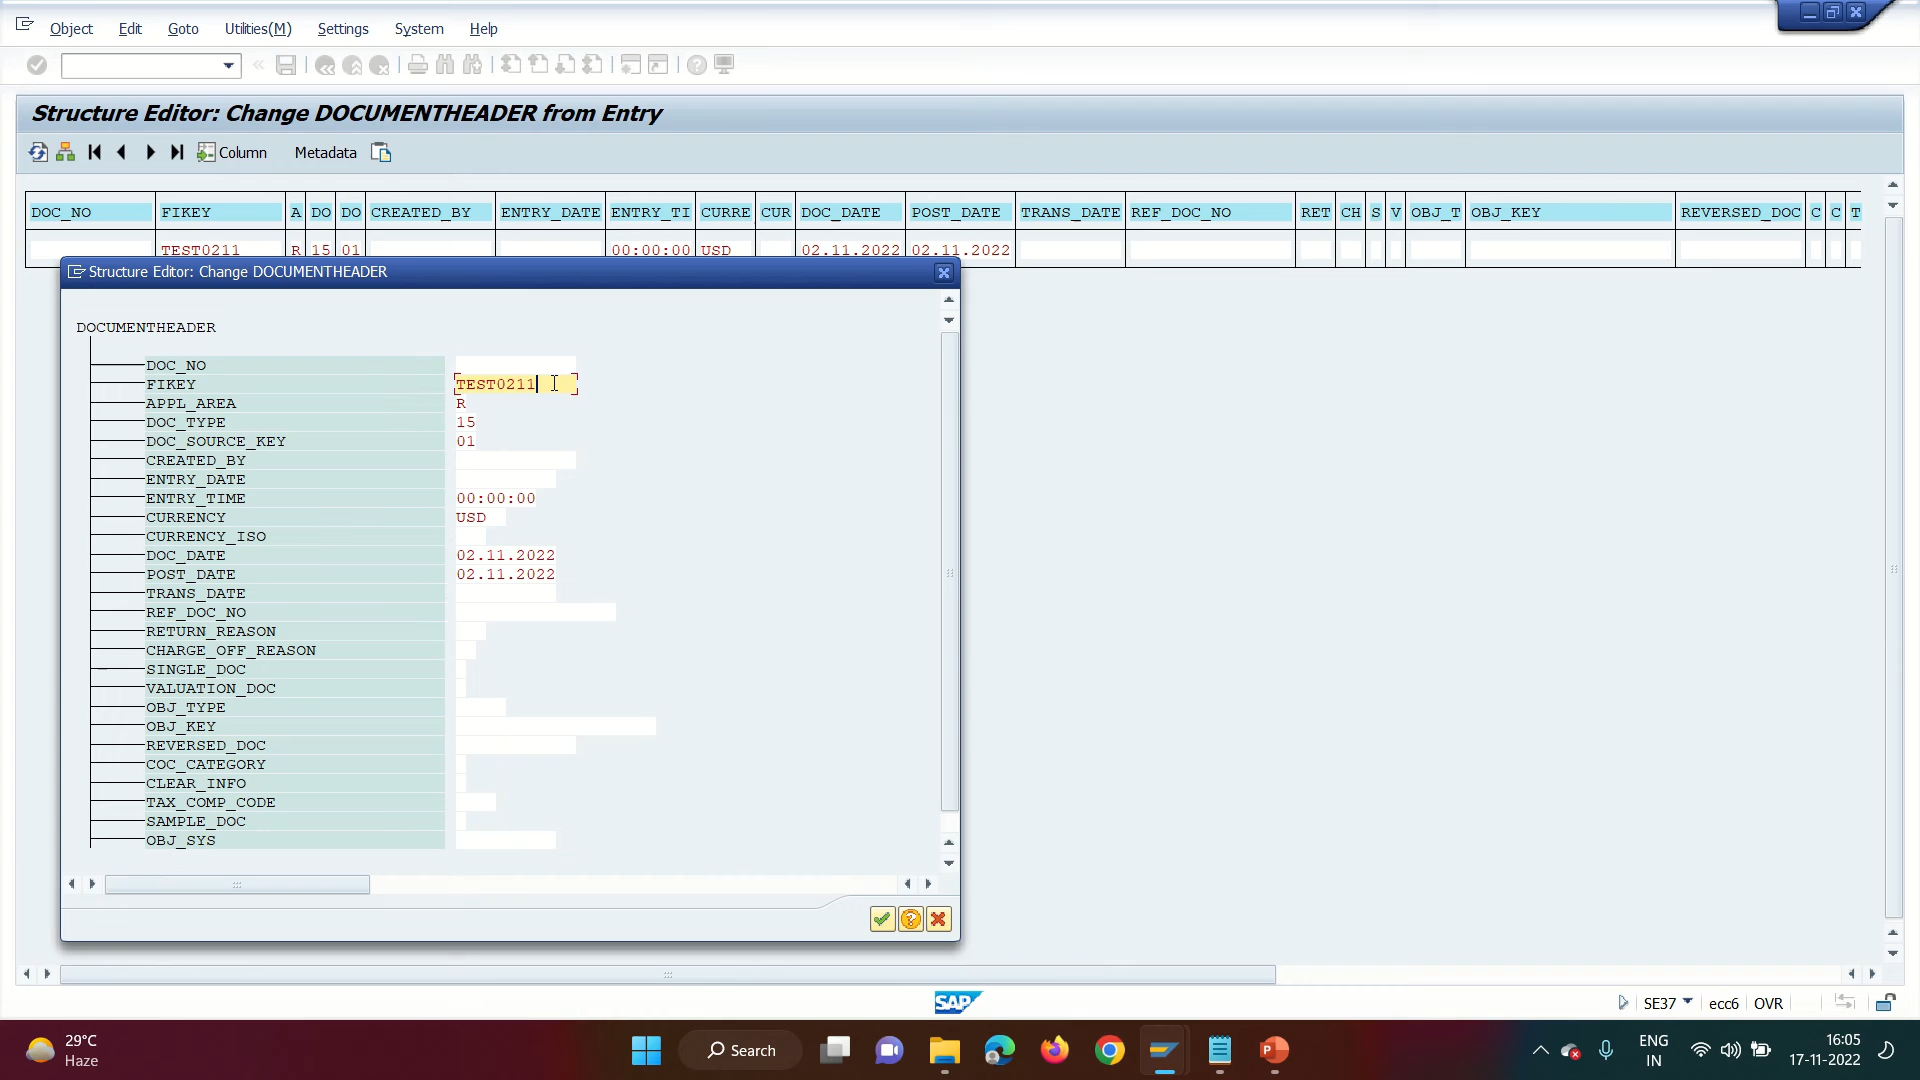 Object Edit Goto Utilities(M) Settings System Help
Structure Editor: Change DOCUMENTHEADER from Entry
Column Metadata
DOC_NO FIKEY A DO DO CREATED_BY ENTRY_DATE ENTRY_TI CURRE CUR DOC_DATE POST_DATE TRANS_DATE REF_DOC_NO RET CH S V OBJ_T OBJ_KEY REVERSED_DOC C C T
TEST0211 R 15 01 00:00:00 USD 02.11.2022 02.11.2022
Structure Editor: Change DOCUMENTHEADER
DOCUMENTHEADER
DOC_NO
FIKEY TEST0211
APPL_AREA R
DOC_TYPE 15
DOC_SOURCE_KEY 01
CREATED_BY
ENTRY_DATE
ENTRY_TIME 00:00:00
CURRENCY USD
CURRENCY_ISO
DOC_DATE 02.11.2022
POST_DATE 02.11.2022
TRANS_DATE
REF_DOC_NO
RETURN_REASON
CHARGE_OFF_REASON
SINGLE_DOC
VALUATION_DOC
OBJ_TYPE
OBJ_KEY
REVERSED_DOC
COC_CATEGORY
CLEAR_INFO
TAX_COMP_CODE
SAMPLE_DOC
OBJ_SYS
SAP
SE37 ecc6 OVR
29°C
Haze
Search
ENG
IN
16:05
17-11-2022